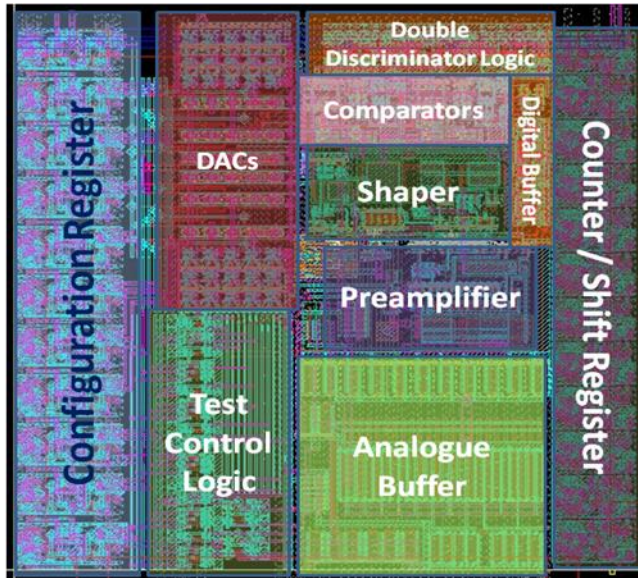 Configuration Register
DACs
Test
Control
Logic
Double
Discriminator Logic
Comparators
Digital Buffer
Shaper
Preamplifier
Analogue
Buffer
Counter / Shift Register